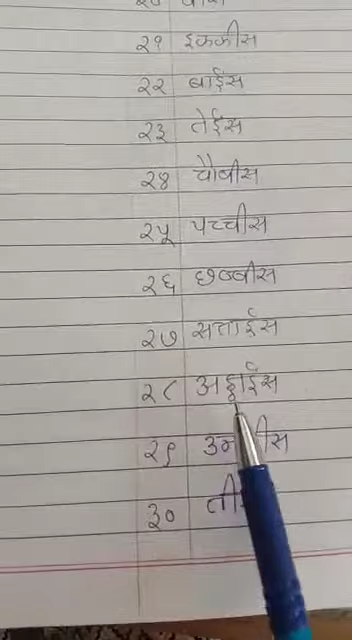 २१ इक्कीस
२२ बाईस
२३ तेईस
२४ चौबीस
२५ पच्चीस
२६ छब्बीस
२७ सत्ताईस
२८ अट्ठाईस
२९
३०